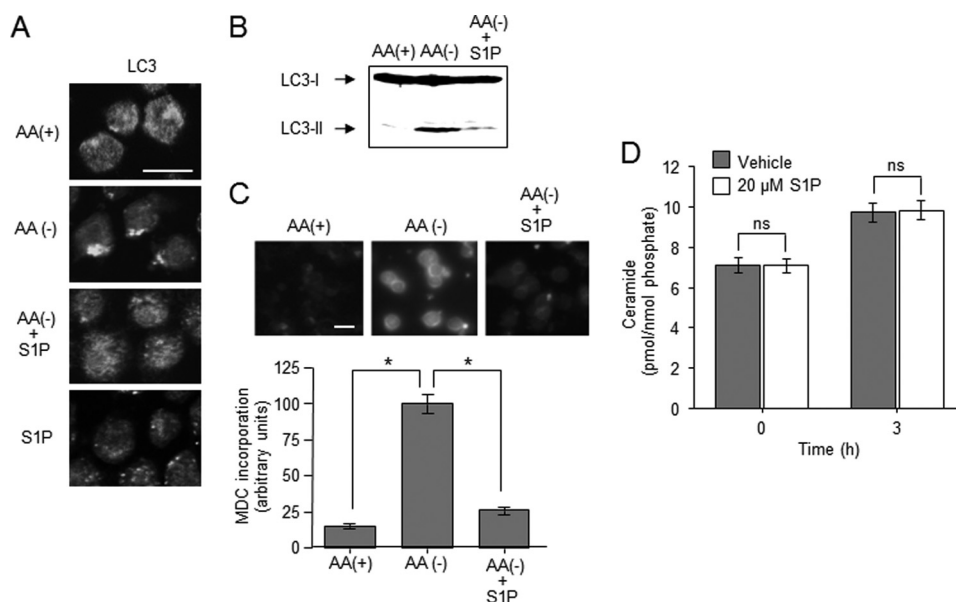 A
LC3
AA(+)
AA (-)
AA(-)
+
S1P
S1P
B
AA(+) AA(-) AA(-)
+
S1P
LC3-I
LC3-II
C
AA(+) AA (-) AA(-)
+
S1P
MDC incorporation
(arbitrary units)
125
100
75
50
25
0
* *
AA(+) AA (-) AA(-)
+
S1P
D
Vehicle
20 µM S1P
Ceramide
(pmol/nmol phosphate)
12
10
8
6
4
2
0
ns ns
0 3
Time (h)